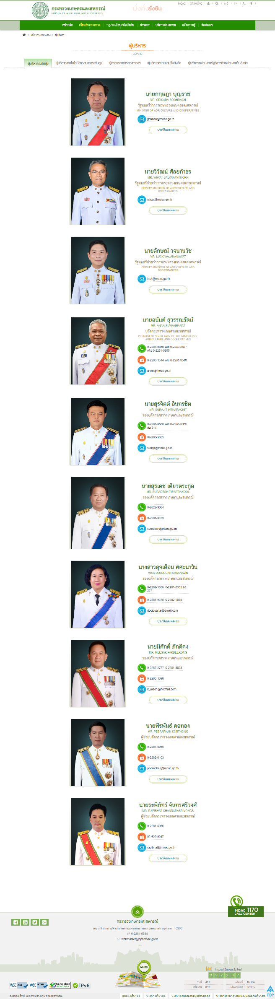 กระทรวงเกษตรและสหกรณ์
MINISTRY OF AGRICULTURE AND COOPERATIVES
มั่งคั่ง ยั่งยืน
MOAC OPSMOAC
หน้าหลัก เกี่ยวกับกระทรวง กฎ/ระเบียบ/ข้อบังคับ ข่าวสาร บริการประชาชน คลังความรู้ ติดต่อเรา
» เกี่ยวกับกระทรวง » ผู้บริหาร
ผู้บริหาร
BOARD
ผู้บริหารระดับสูง ผู้บริหารเทคโนโลยีสารสนเทศระดับสูง ผู้ตรวจราชการกระทรวงฯ ผู้บริหารหน่วยงานในสังกัด ผู้บริหารหน่วยงานรัฐวิสาหกิจหน่วยงานในสังกัด
นายกฤษฎา บุญราช
MR. GRISADA BOONRACH
รัฐมนตรีว่าการกระทรวงเกษตรและสหกรณ์
MINISTER OF AGRICULTURE AND COOPERATIVES
grisada@moac.go.th
ประวัติและผลงาน
นายวิวัฒน์ ศัลยกำธร
MR. WIWAT SALYAKAMTHORN
รัฐมนตรีช่วยว่าการกระทรวงเกษตรและสหกรณ์
DEPUTY MINISTER OF AGRICULTURE AND
COOPERATIVES
wiwat@moac.go.th
ประวัติและผลงาน
นายลักษณ์ วจนานวัช
MR. LUCK WAJANANAWAT
รัฐมนตรีช่วยว่าการกระทรวงเกษตรและสหกรณ์
DEPUTY MINISTER OF AGRICULTURE AND
COOPERATIVES
luck@moac.go.th
ประวัติและผลงาน
นายอนันต์ สุวรรณรัตน์
MR. ANAN SUWANNARAT
ปลัดกระทรวงเกษตรและสหกรณ์
PERMANENT SECRETARY OF THE MINISTER OF
AGRICULTURE AND COOPERATIVES
0-2281-0858 และ 0-2280-2887
หรือ 0-2281-5955
0-2280-1514 และ 0-2281-3513
anan@moac.go.th
ประวัติและผลงาน
นายสุรจิตต์ อินทรชิต
MR. SURAJIT INTHARACHIT
รองปลัดกระทรวงเกษตรและสหกรณ์
0-2281-8580 และ 0-2281-5955
ต่อ 311
02-280-5695
surajit@moac.go.th
ประวัติและผลงาน
นายสุรเดช เตียวตระกูล
MR. SURADESH TIEWTRAKOOL
รองปลัดกระทรวงเกษตรและสหกรณ์
0-2629-9064
0-2281-8433
suradesh@moac.go.th
ประวัติและผลงาน
นางสาวดุจเดือน ศศะนาวิน
MISS DOOJDUAN SASANAVIN
รองปลัดกระทรวงเกษตรและสหกรณ์
0-2282-1696, 0-2281-5955 ต่อ
227
0-2281-0370, 0-2282-1598
doojduan.s@gmail.com
ประวัติและผลงาน
นายมีศักดิ์ ภักดีคง
MR. MEESAK PAKDEEKONG
รองปลัดกระทรวงเกษตรและสหกรณ์
0-2282-2777, 0-2281-8823
0-2280-1598
k_mee1@hotmail.com
ประวัติและผลงาน
นายพีรพันธ์ คอทอง
MR. PEERAPHAN KORTHONG
ผู้ช่วยปลัดกระทรวงเกษตรและสหกรณ์
0-2281-5955
0-2282-6103
peeraphan@moac.go.th
ประวัติและผลงาน
นายระพีภัทร์ จันทรศรีวงศ์
MR. RAPIBHAT CHANDARASRIVONGS
ผู้ช่วยปลัดกระทรวงเกษตรและสหกรณ์
0-2281-5955
02-629-9047
rapibhat@moac.go.th
ประวัติและผลงาน
MOAC 1170
CALL CENTER
กระทรวงเกษตรและสหกรณ์
เลขที่ 3 ถนนราชดำเนินนอก แขวงบ้านพานถม เขตพระนคร กรุงเทพฯ 10200
0-2281-5884
webmaster@opsmoac.go.th
MOAC
จำนวนผู้เยี่ยมชมเว็บไซต์
297237
วันนี้ : 413 เดือนนี้ : 16,386
เมื่อวาน : 893 เดือนที่แล้ว : 22,915
W3C CSS W3C HTML AChecker WCAG 2-AA IPv6
TOP
สงวนลิขสิทธิ์ โดยกระทรวงเกษตรและสหกรณ์
แผนผังเว็บไซต์ นโยบายเว็บไซต์ นโยบายคุ้มครองข้อมูลส่วนบุคคล นโยบายรักษาความมั่นคงปลอดภัยเว็บไซต์